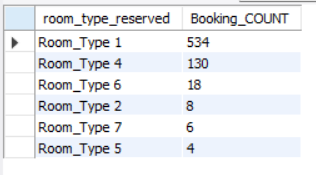 room_type_reserved Booking_COUNT
Room_Type 1 534
Room_Type 4 130
Room_Type 6 18
Room_Type 2 8
Room_Type 7 6
Room_Type 5 4